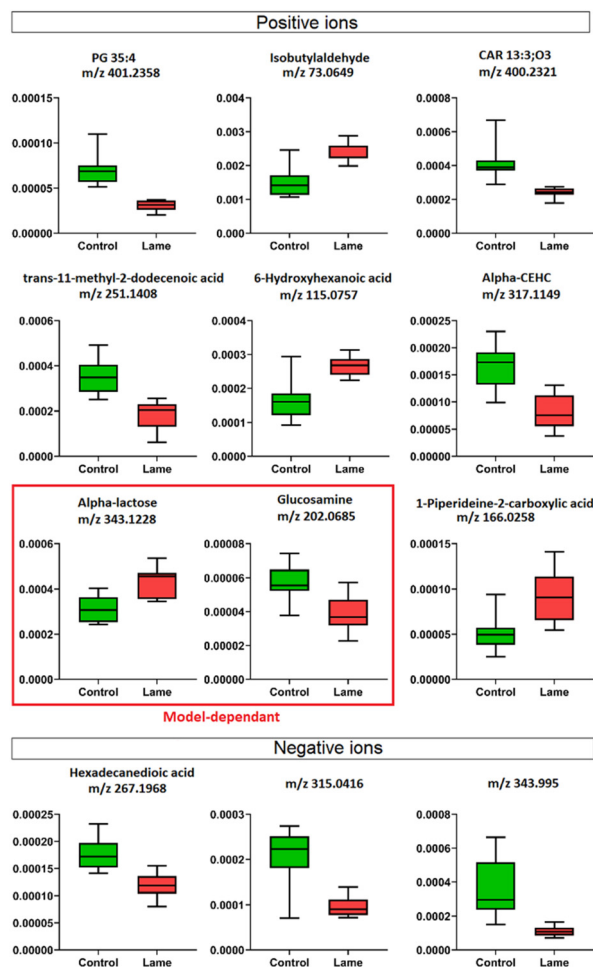 Positive ions
PG 35:4
m/z 401.2358
0.00015
0.00010
0.00005
0.00000
Control Lame
Isobutylaldehyde
m/z 73.0649
0.004
0.003
0.002
0.001
0.000
Control Lame
CAR 13:3;O3
m/z 400.2321
0.0008
0.0006
0.0004
0.0002
0.0000
Control Lame
trans-11-methyl-2-dodecenoic acid
m/z 251.1408
0.0006
0.0004
0.0002
0.0000
Control Lame
6-Hydroxyhexanoic acid
m/z 115.0757
0.0004
0.0003
0.0002
0.0001
0.0000
Control Lame
Alpha-CEHC
m/z 317.1149
0.00025
0.00020
0.00015
0.00010
0.00005
0.00000
Control Lame
Alpha-lactose
m/z 343.1228
0.0006
0.0004
0.0002
0.0000
Control Lame
Glucosamine
m/z 202.0685
0.00008
0.00006
0.00004
0.00002
0.00000
Control Lame
1-Piperideine-2-carboxylic acid
m/z 166.0258
0.00015
0.00010
0.00005
0.00000
Control Lame
Model-dependant
Negative ions
Hexadecanedioic acid
m/z 267.1968
0.00025
0.00020
0.00015
0.00010
0.00005
0.00000
Control Lame
m/z 315.0416
0.0003
0.0002
0.0001
0.0000
Control Lame
m/z 343.995
0.0008
0.0006
0.0004
0.0002
0.0000
Control Lame